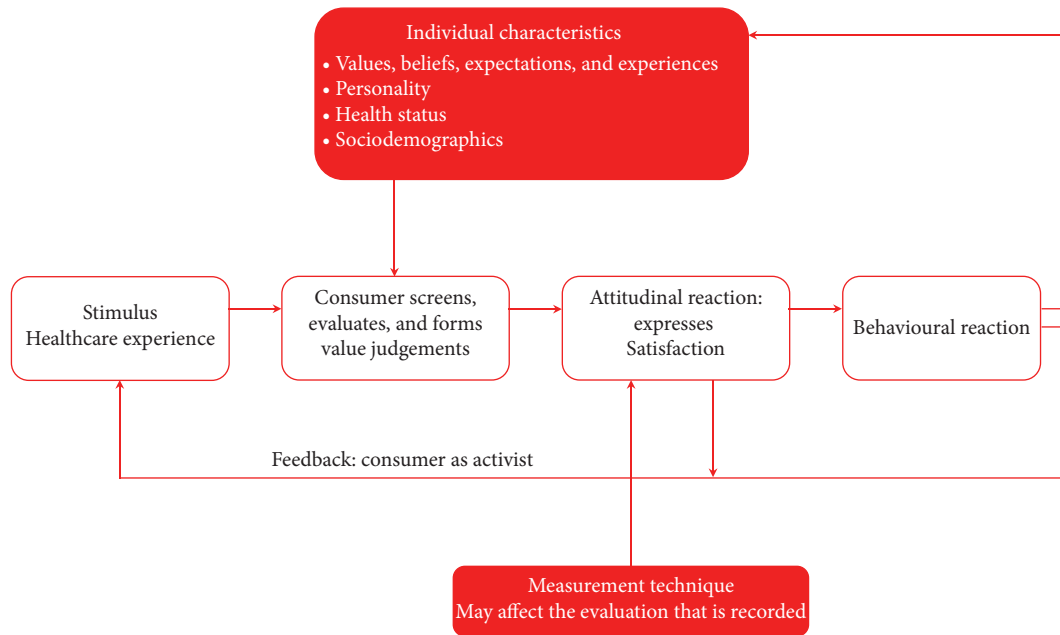 Individual characteristics
• Values, beliefs, expectations, and experiences
• Personality
• Health status
• Sociodemographics
Stimulus
Healthcare experience
Consumer screens,
evaluates, and forms
value judgements
Attitudinal reaction:
expresses
Satisfaction
Behavioural reaction
Feedback: consumer as activist
Measurement technique
May affect the evaluation that is recorded